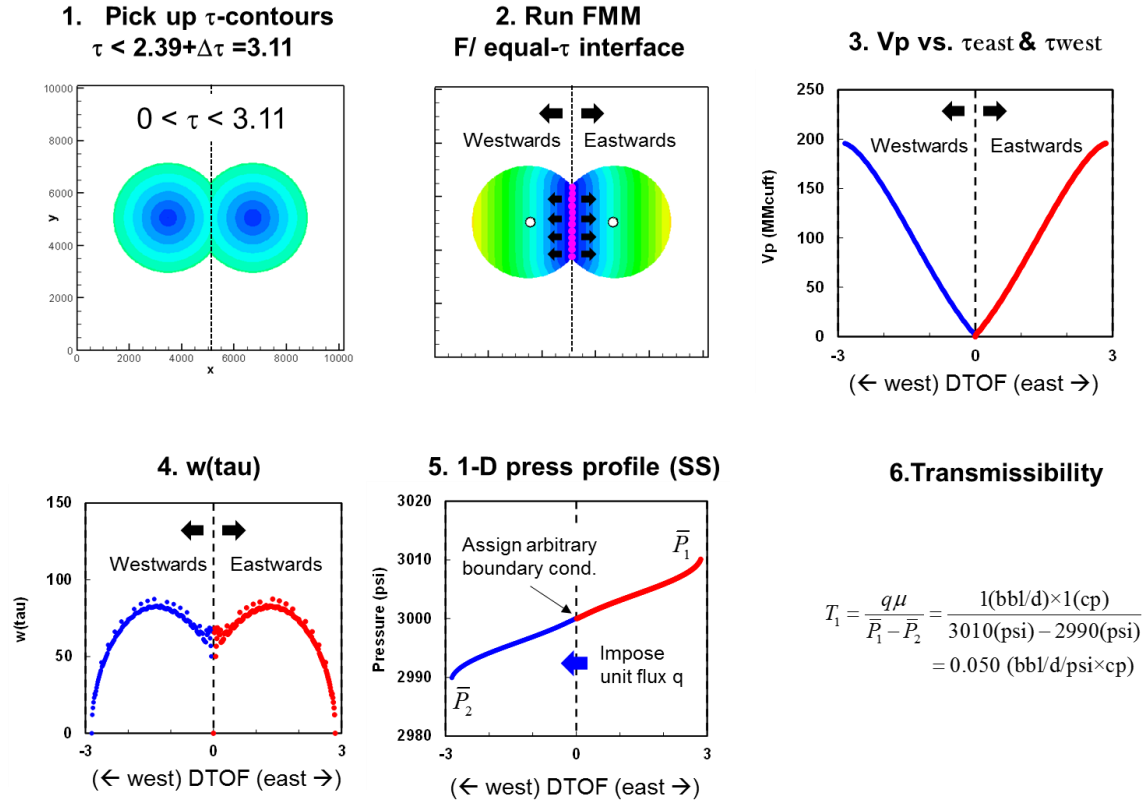 1. Pick up τ-contours
τ < 2.39+Δτ =3.11
0 < τ < 3.11
10000
8000
6000
4000
2000
0
y
0 2000 4000 6000 8000 10000
x
2. Run FMM
F/ equal-τ interface
Westwards Eastwards
3. Vp vs. τeast & τwest
250
200
150
100
50
0
Vp (MMcuft)
Westwards Eastwards
-3 0 3
(← west) DTOF (east →)
4. w(tau)
150
100
50
0
w(tau)
Westwards Eastwards
-3 0 3
(← west) DTOF (east →)
5. 1-D press profile (SS)
3020
3010
3000
2990
2980
Pressure (psi)
Assign arbitrary
boundary cond.
P̅1
Impose
unit flux q
P̅2
-3 0 3
(← west) DTOF (east →)
6.Transmissibility
T1 = qμ / (P̅1 − P̅2) = 1(bbl/d)×1(cp) / 3010(psi) − 2990(psi)
= 0.050 (bbl/d/psi×cp)